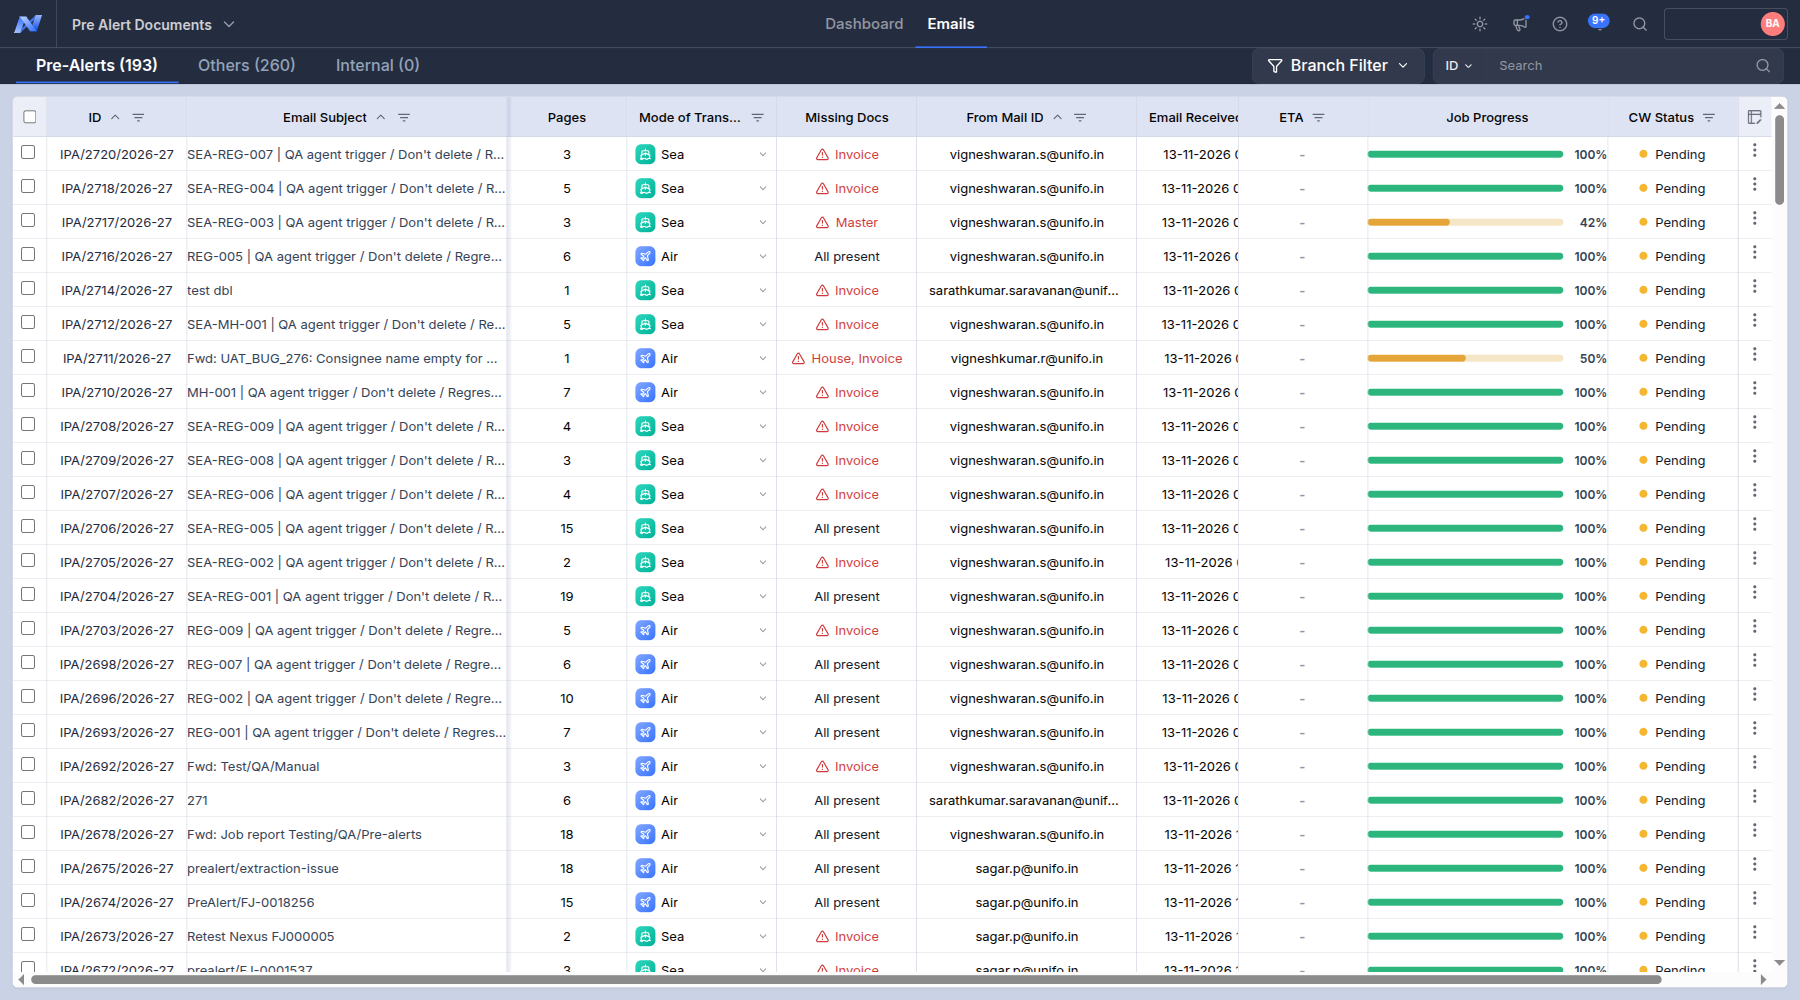 Pre Alert Documents
Dashboard
Emails
9+
BA
Pre-Alerts (193)
Others (260)
Internal (0)
Branch Filter
ID
Search
ID Email Subject Pages Mode of Trans... Missing Docs From Mail ID Email Received ETA Job Progress CW Status
IPA/2720/2026-27 SEA-REG-007 | QA agent trigger / Don't delete / R... 3 Sea Invoice vigneshwaran.s@unifo.in 13-11-2026 - 100% Pending
IPA/2718/2026-27 SEA-REG-004 | QA agent trigger / Don't delete / R... 5 Sea Invoice vigneshwaran.s@unifo.in 13-11-2026 - 100% Pending
IPA/2717/2026-27 SEA-REG-003 | QA agent trigger / Don't delete / R... 3 Sea Master vigneshwaran.s@unifo.in 13-11-2026 - 42% Pending
IPA/2716/2026-27 REG-005 | QA agent trigger / Don't delete / Regre... 6 Air All present vigneshwaran.s@unifo.in 13-11-2026 - 100% Pending
IPA/2714/2026-27 test dbl 1 Sea Invoice sarathkumar.saravanan@unif... 13-11-2026 - 100% Pending
IPA/2712/2026-27 SEA-MH-001 | QA agent trigger / Don't delete / Re... 5 Sea Invoice vigneshwaran.s@unifo.in 13-11-2026 - 100% Pending
IPA/2711/2026-27 Fwd: UAT_BUG_276: Consignee name empty for ... 1 Air House, Invoice vigneshkumar.r@unifo.in 13-11-2026 - 50% Pending
IPA/2710/2026-27 MH-001 | QA agent trigger / Don't delete / Regres... 7 Air Invoice vigneshwaran.s@unifo.in 13-11-2026 - 100% Pending
IPA/2708/2026-27 SEA-REG-009 | QA agent trigger / Don't delete / R... 4 Sea Invoice vigneshwaran.s@unifo.in 13-11-2026 - 100% Pending
IPA/2709/2026-27 SEA-REG-008 | QA agent trigger / Don't delete / R... 3 Sea Invoice vigneshwaran.s@unifo.in 13-11-2026 - 100% Pending
IPA/2707/2026-27 SEA-REG-006 | QA agent trigger / Don't delete / R... 4 Sea Invoice vigneshwaran.s@unifo.in 13-11-2026 - 100% Pending
IPA/2706/2026-27 SEA-REG-005 | QA agent trigger / Don't delete / R... 15 Sea All present vigneshwaran.s@unifo.in 13-11-2026 - 100% Pending
IPA/2705/2026-27 SEA-REG-002 | QA agent trigger / Don't delete / R... 2 Sea Invoice vigneshwaran.s@unifo.in 13-11-2026 - 100% Pending
IPA/2704/2026-27 SEA-REG-001 | QA agent trigger / Don't delete / R... 19 Sea All present vigneshwaran.s@unifo.in 13-11-2026 - 100% Pending
IPA/2703/2026-27 REG-009 | QA agent trigger / Don't delete / Regre... 5 Air Invoice vigneshwaran.s@unifo.in 13-11-2026 - 100% Pending
IPA/2698/2026-27 REG-007 | QA agent trigger / Don't delete / Regre... 6 Air All present vigneshwaran.s@unifo.in 13-11-2026 - 100% Pending
IPA/2696/2026-27 REG-002 | QA agent trigger / Don't delete / Regre... 10 Air All present vigneshwaran.s@unifo.in 13-11-2026 - 100% Pending
IPA/2693/2026-27 REG-001 | QA agent trigger / Don't delete / Regres... 7 Air All present vigneshwaran.s@unifo.in 13-11-2026 - 100% Pending
IPA/2692/2026-27 Fwd: Test/QA/Manual 3 Air Invoice vigneshwaran.s@unifo.in 13-11-2026 - 100% Pending
IPA/2682/2026-27 271 6 Air All present sarathkumar.saravanan@unif... 13-11-2026 - 100% Pending
IPA/2678/2026-27 Fwd: Job report Testing/QA/Pre-alerts 18 Air All present vigneshwaran.s@unifo.in 13-11-2026 - 100% Pending
IPA/2675/2026-27 prealert/extraction-issue 18 Air All present sagar.p@unifo.in 13-11-2026 - 100% Pending
IPA/2674/2026-27 PreAlert/FJ-0018256 15 Air All present sagar.p@unifo.in 13-11-2026 - 100% Pending
IPA/2673/2026-27 Retest Nexus FJ000005 2 Sea Invoice sagar.p@unifo.in 13-11-2026 - 100% Pending
IPA/2672/2026-27 prealert/FJ-0001537 3 Sea Invoice sagar.p@unifo.in 13-11-2026 - 100% Pending